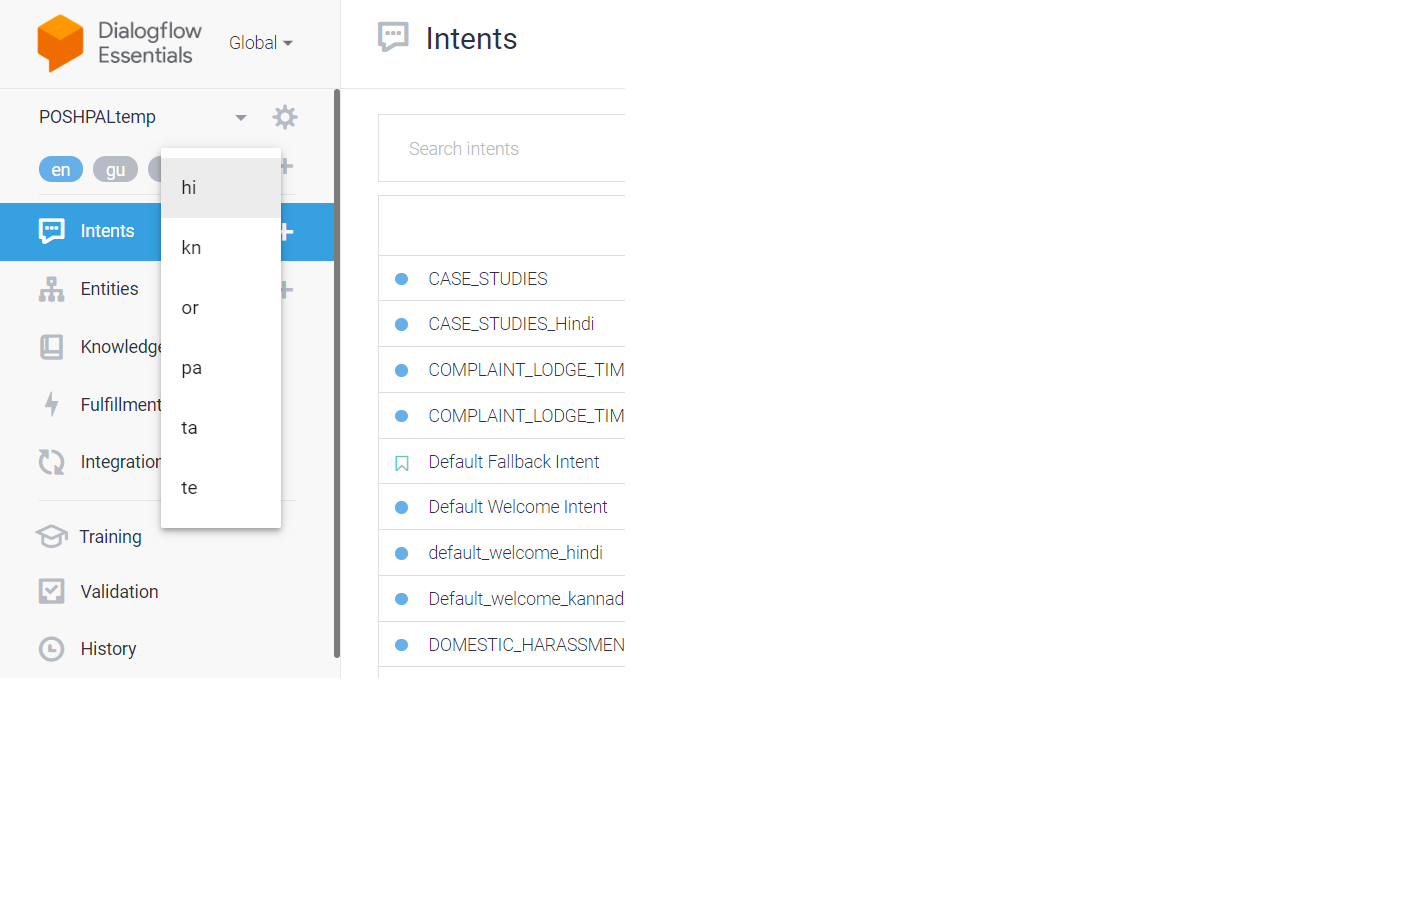 Dialogflow
Essentials
Global
Intents
POSHPALtemp
en
gu
hi
kn
or
pa
ta
te
Intents
Entities
Knowledge
Fulfillment
Integration
Training
Validation
History
Search intents
CASE_STUDIES
CASE_STUDIES_Hindi
COMPLAINT_LODGE_TIM
COMPLAINT_LODGE_TIM
Default Fallback Intent
Default Welcome Intent
default_welcome_hindi
Default_welcome_kannad
DOMESTIC_HARASSMEN